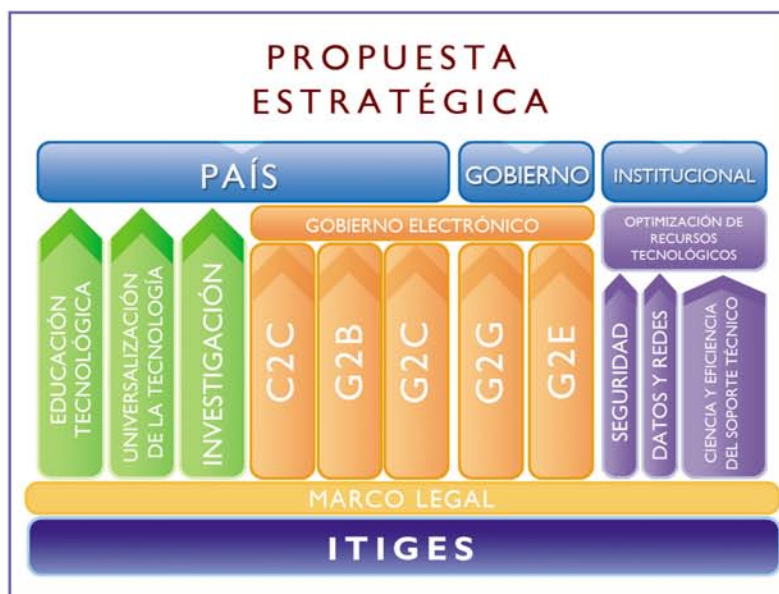 PROPUESTA
ESTRATÉGICA
PAÍS
GOBIERNO
INSTITUCIONAL
GOBIERNO ELECTRÓNICO
OPTIMIZACIÓN DE
RECURSOS
TECNOLÓGICOS
EDUCACIÓN
TECNOLÓGICA
UNIVERSALIZACIÓN
DE LA TECNOLOGÍA
INVESTIGACIÓN
C2C
G2B
G2C
G2G
G2E
SEGURIDAD
DATOS Y REDES
CIENCIA Y EFICIENCIA
DEL SOPORTE TÉCNICO
MARCO LEGAL
ITIGES